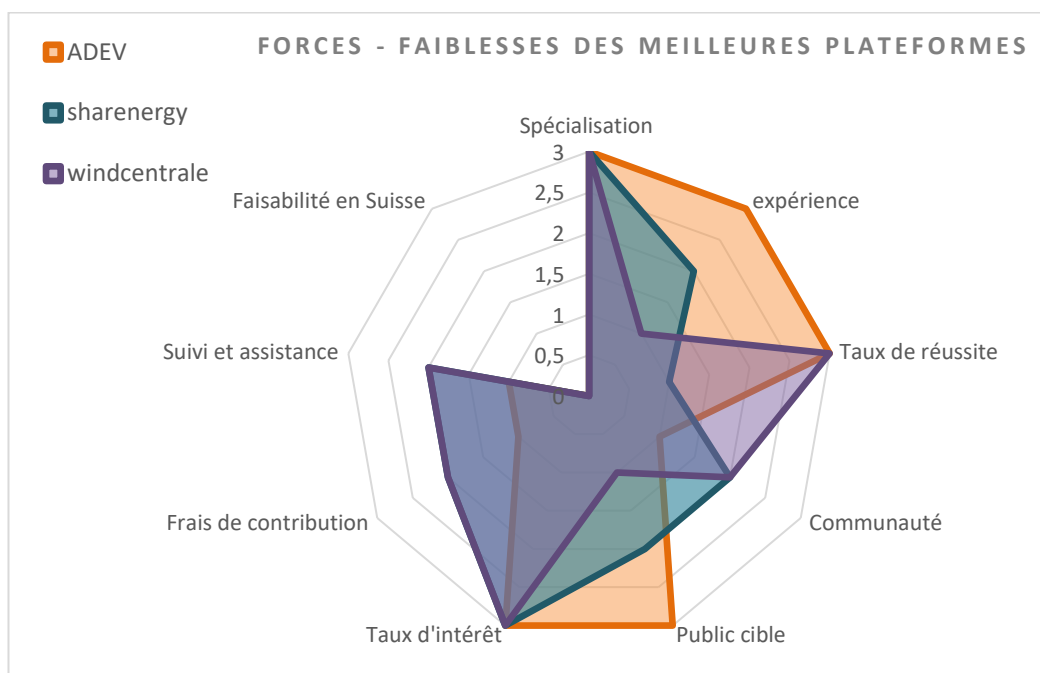 FORCES - FAIBLESSES DES MEILLEURES PLATEFORMES
ADEV
sharenergy
windcentrale
Spécialisation
expérience
Taux de réussite
Communauté
Public cible
Taux d'intérêt
Frais de contribution
Suivi et assistance
Faisabilité en Suisse
3
2,5
2
1,5
1
0,5
0